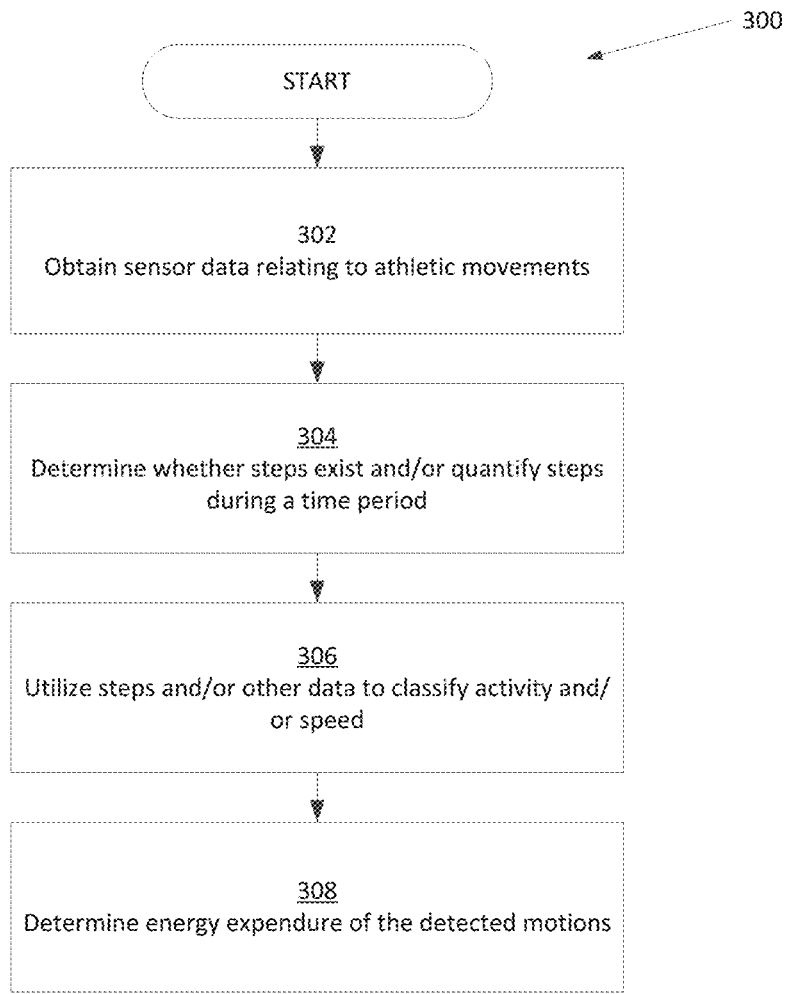 300
START
302
Obtain sensor data relating to athletic movements
304
Determine whether steps exist and/or quantify steps
during a time period
306
Utilize steps and/or other data to classify activity and/
or speed
308
Determine energy expendure of the detected motions